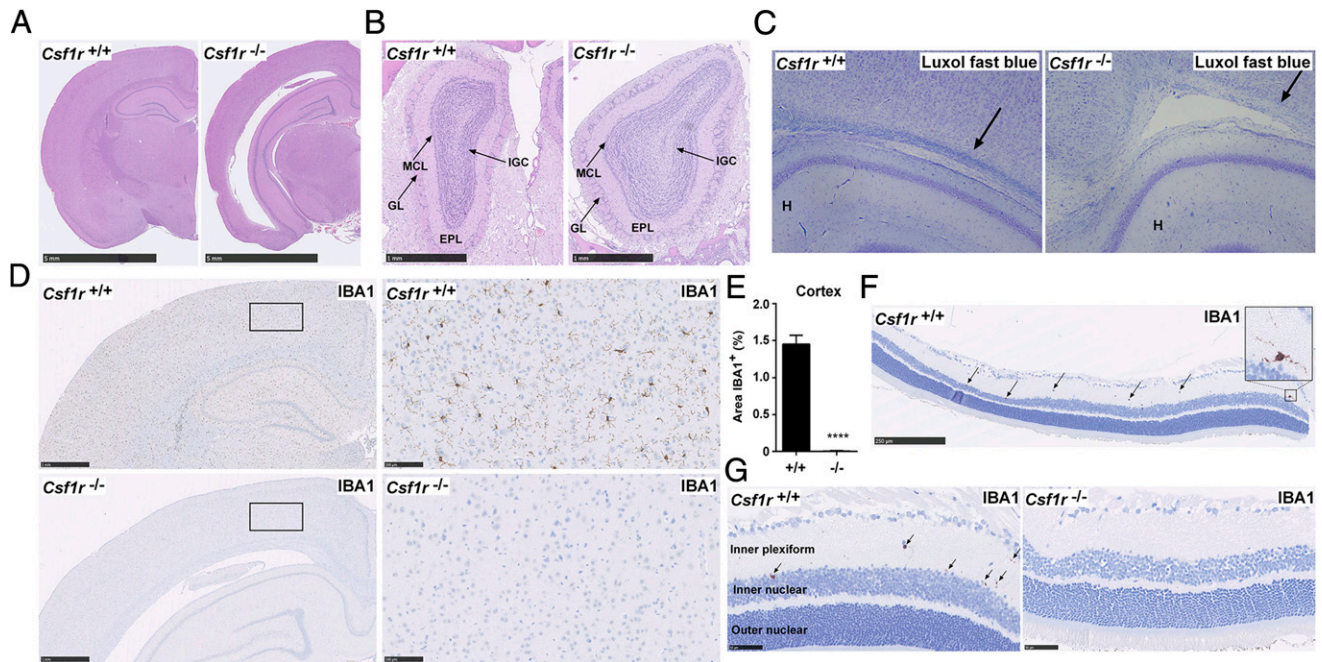 A
Csf1r +/+
Csf1r -/-
5 mm
5 mm
B
Csf1r +/+
Csf1r -/-
MCL
GL
IGC
EPL
1 mm
MCL
GL
IGC
EPL
1 mm
C
Csf1r +/+
Luxol fast blue
H
Csf1r -/-
Luxol fast blue
H
D
Csf1r +/+
IBA1
Csf1r +/+
IBA1
Csf1r -/-
IBA1
Csf1r -/-
IBA1
E
Cortex
Area IBA1+ (%)
2.0
1.5
1.0
0.5
0
****
+/+
-/-
F
Csf1r +/+
IBA1
250 µm
G
Csf1r +/+
IBA1
Inner plexiform
Inner nuclear
Outer nuclear
Csf1r -/-
IBA1